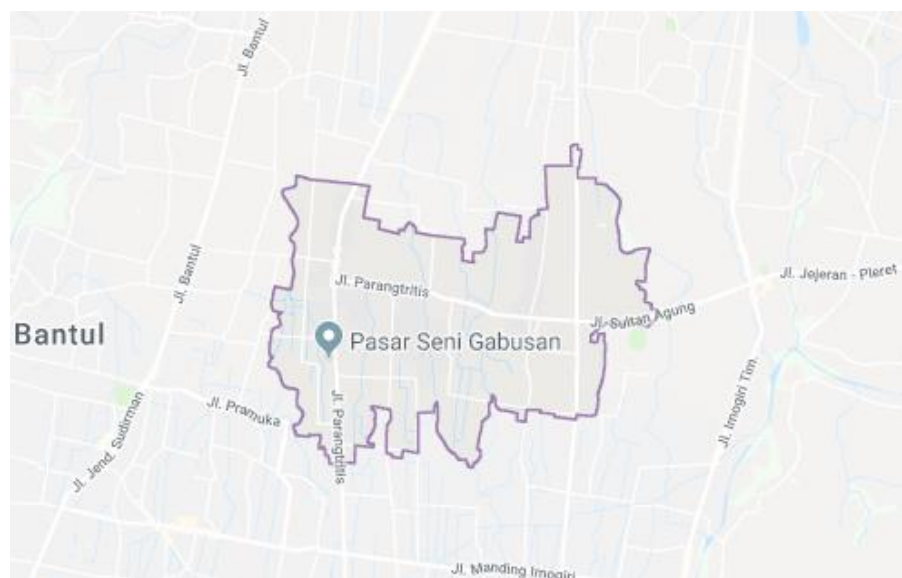 Jl. Bantul
Jl. Bantul
Jl. Jejeran - Pleret
Jl. Parangtritis
Jl. Sultan Agung
Bantul
Pasar Seni Gabusan
Jl. Pramuka
Jl. Parangtritis
Jl. Imogiri Tim.
Jl. Jend. Sudirman
Jl. Manding Imogiri